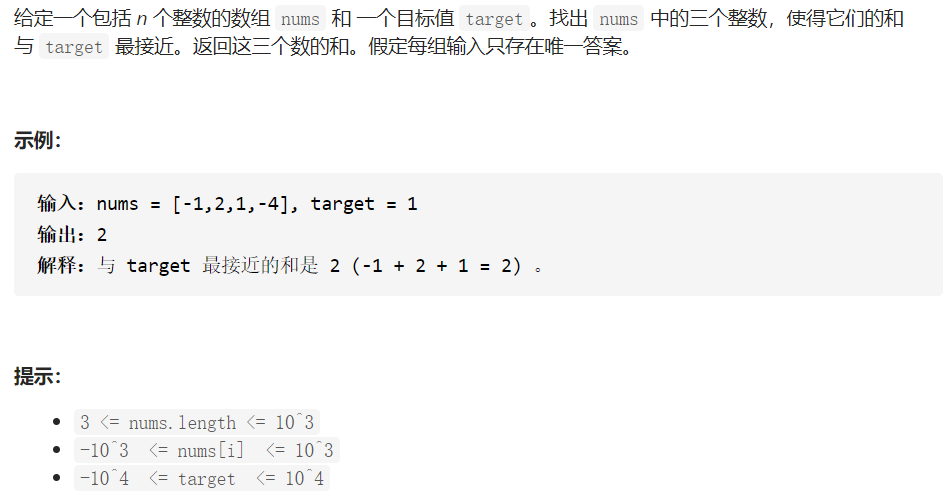 给定一个包括 n 个整数的数组 nums 和 一个目标值 target 。找出 nums 中的三个整数，使得它们的和
与 target 最接近。返回这三个数的和。假定每组输入只存在唯一答案。
示例：
输入：nums = [-1,2,1,-4], target = 1
输出：2
解释：与 target 最接近的和是 2 (-1 + 2 + 1 = 2) 。
提示：
3 <= nums.length <= 10^3
-10^3 <= nums[i] <= 10^3
-10^4 <= target <= 10^4